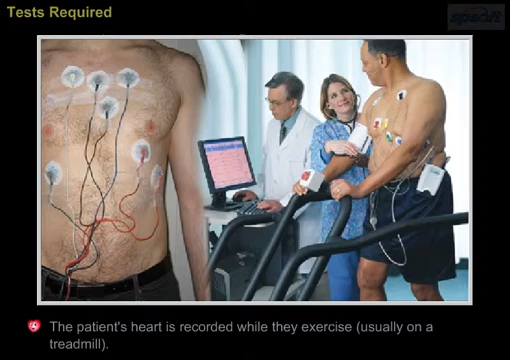 Tests Required
The patient's heart is recorded while they exercise (usually on a
treadmill).